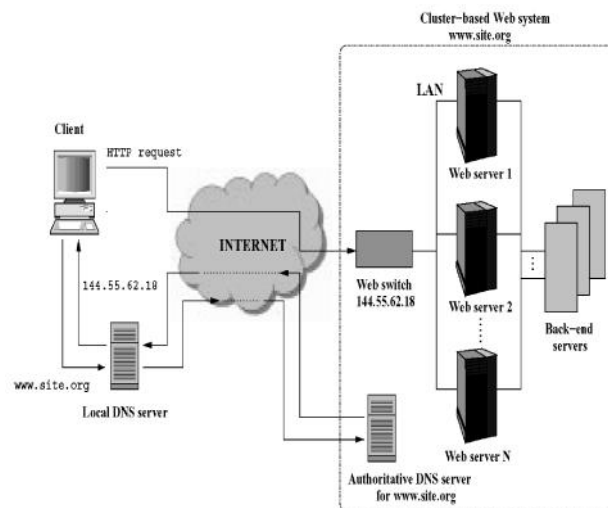 Cluster-based Web system
www.site.org
LAN
Client
HTTP request
Web server 1
INTERNET
Web switch
144.55.62.18
Web server 2
144.55.62.18
Back-end
servers
www.site.org
Local DNS server
Web server N
Authoritative DNS server
for www.site.org